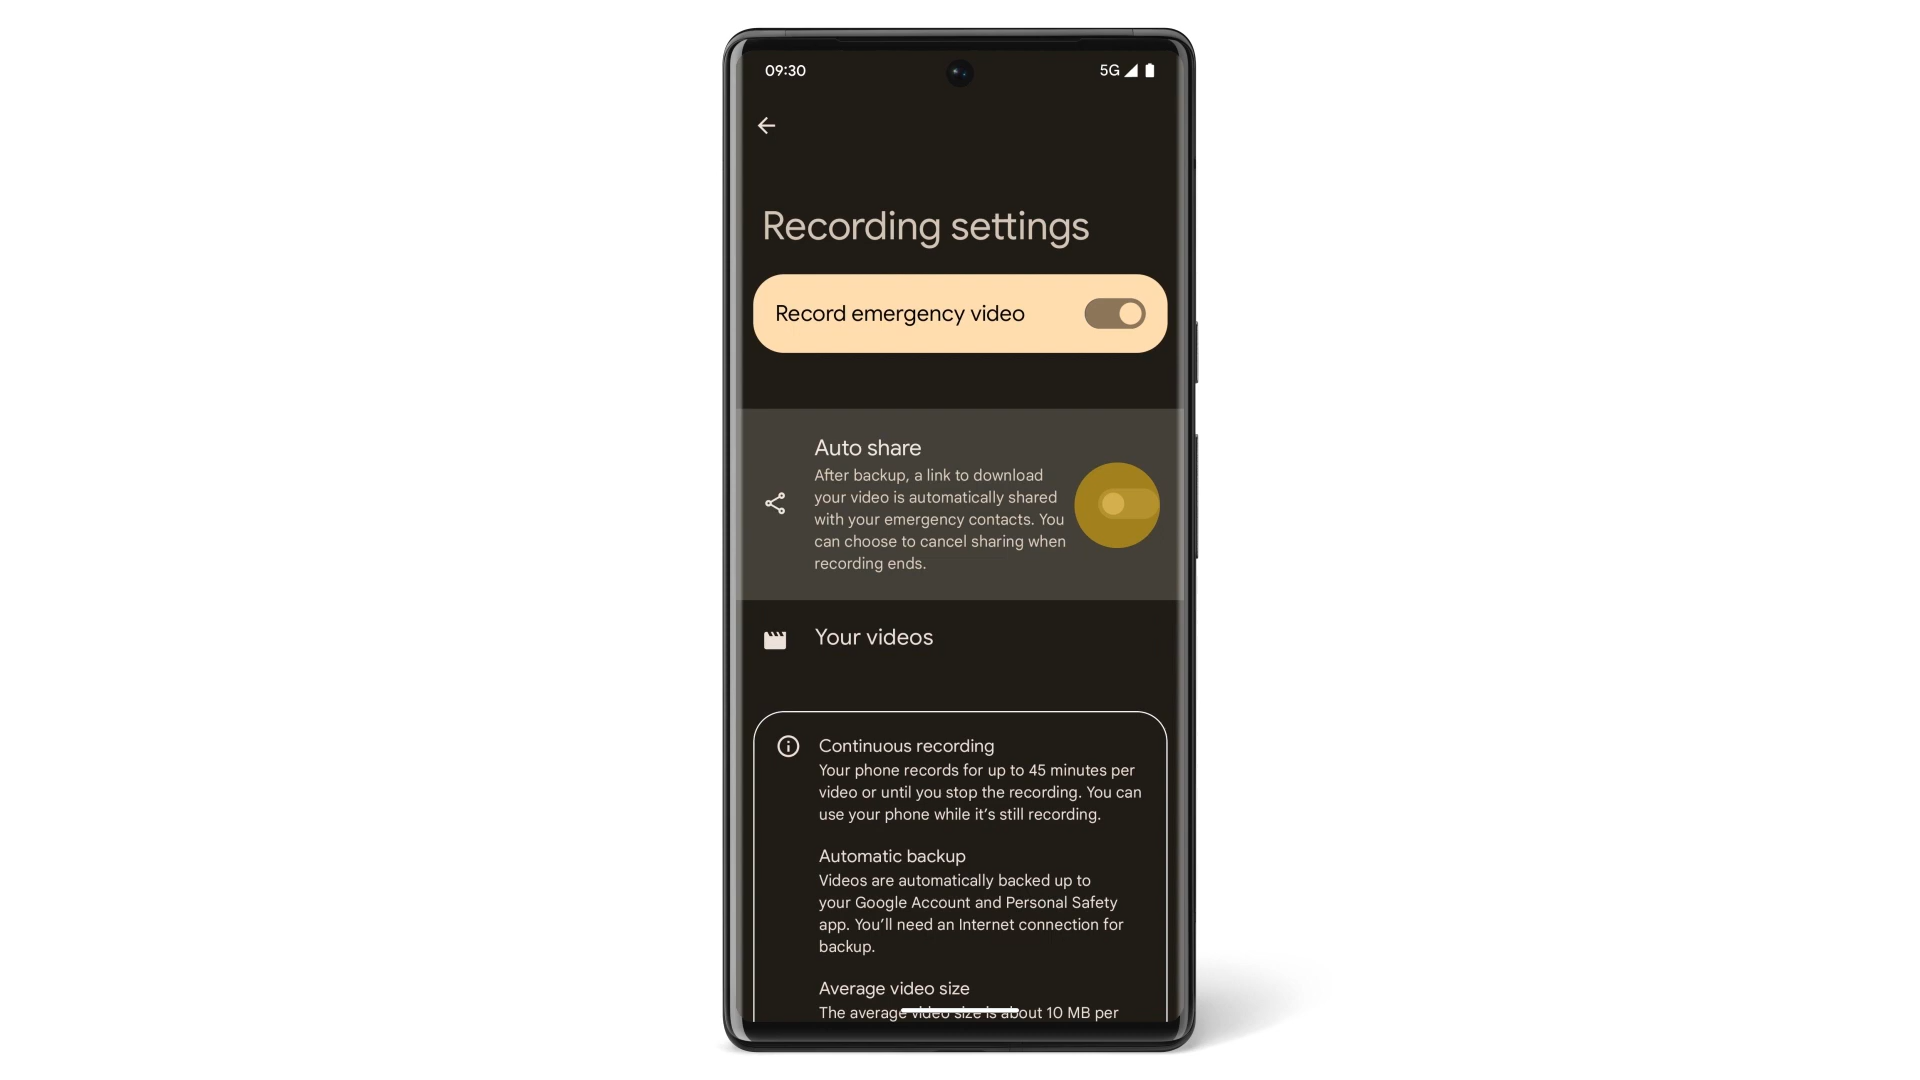 09:30
5G
Recording settings
Record emergency video
Auto share
After backup, a link to download
your video is automatically shared
with your emergency contacts. You
can choose to cancel sharing when
recording ends.
Your videos
Continuous recording
Your phone records for up to 45 minutes per
video or until you stop the recording. You can
use your phone while it’s still recording.
Automatic backup
Videos are automatically backed up to
your Google Account and Personal Safety
app. You’ll need an Internet connection for
backup.
Average video size
The average video size is about 10 MB per